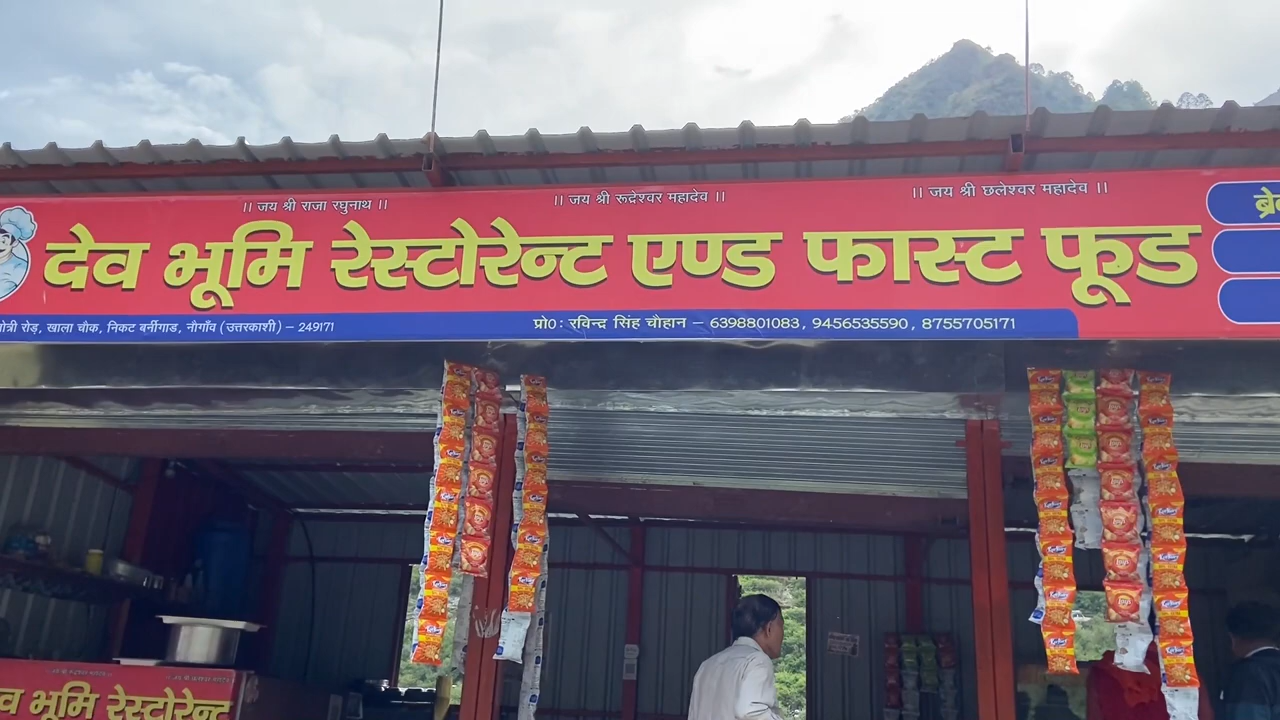 ।। जय श्री राजा रघुनाथ ।। ।। जय श्री रूद्रेश्वर महादेव ।। ।। जय श्री छलेश्वर महादेव ।।
देव भूमि रेस्टोरेन्ट एण्ड फास्ट फूड
रोड़, खाला चौक, निकट बर्नीगाड, नौगाँव (उत्तरकाशी) – 249171
प्रो0: रविन्द्र सिंह चौहान – 6398801083, 9456535590, 8755705171
भूमि रेस्टोरेन्ट